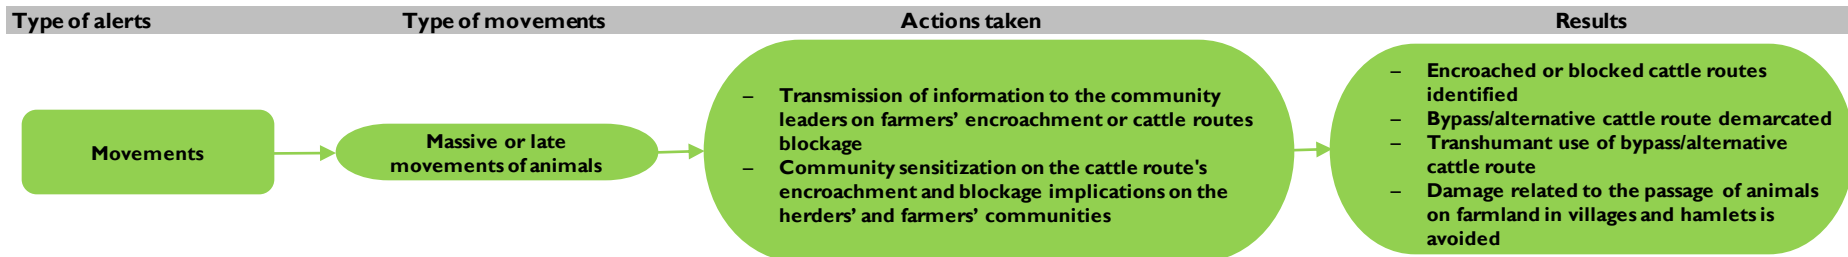 Type of alerts Type of movements Actions taken Results
Movements
Massive or late
movements of animals
– Transmission of information to the community
leaders on farmers’ encroachment or cattle routes
blockage
– Community sensitization on the cattle route's
encroachment and blockage implications on the
herders’ and farmers’ communities
– Encroached or blocked cattle routes
identified
– Bypass/alternative cattle route demarcated
– Transhumant use of bypass/alternative
cattle route
– Damage related to the passage of animals
on farmland in villages and hamlets is
avoided